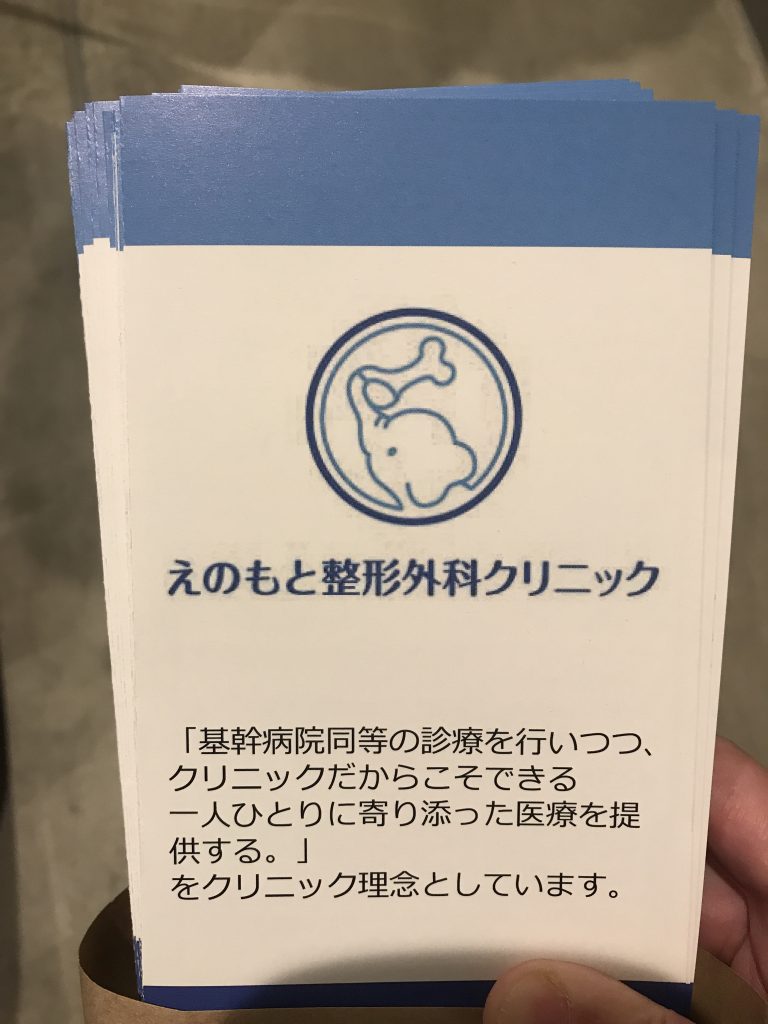 えのもと整形外科クリニック
「基幹病院同等の診療を行いつつ、
クリニックだからこそできる
一人ひとりに寄り添った医療を提
供する。」
をクリニック理念としています。